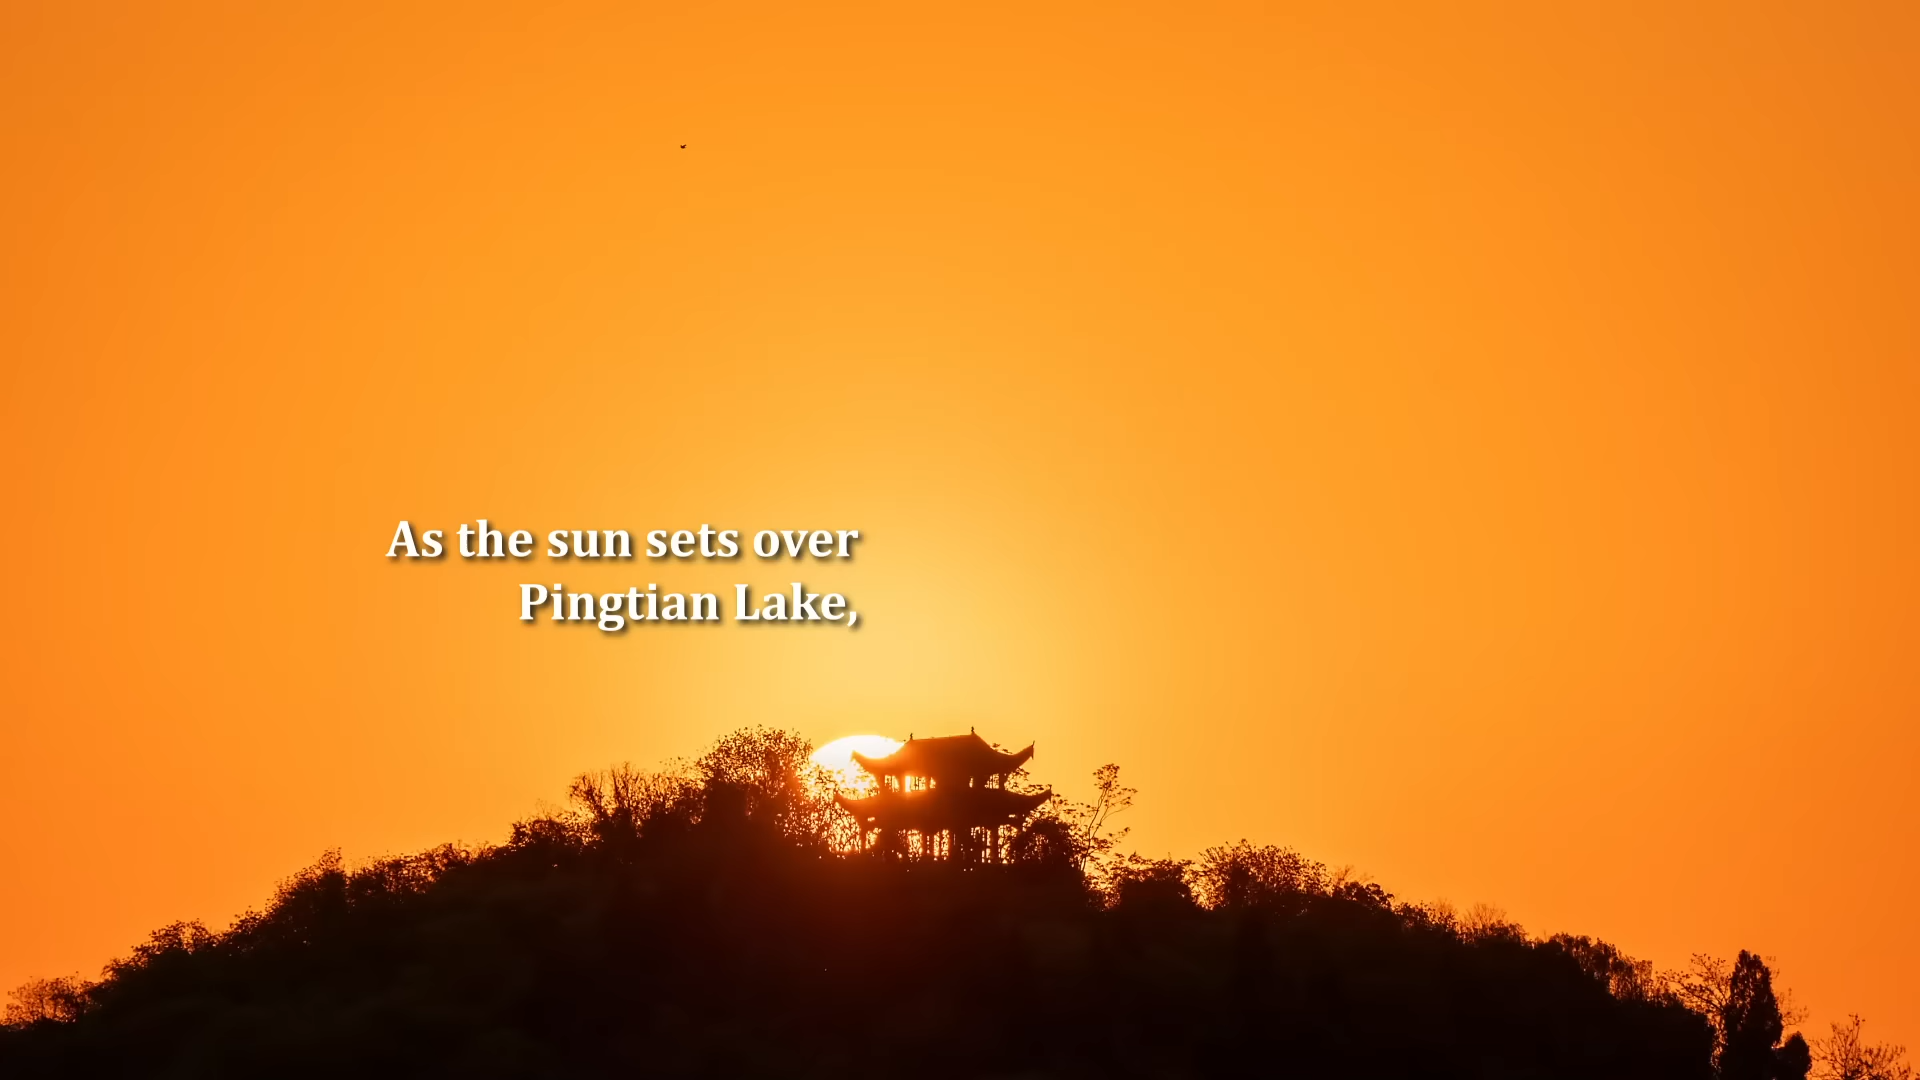 As the sun sets over
Pingtian Lake,